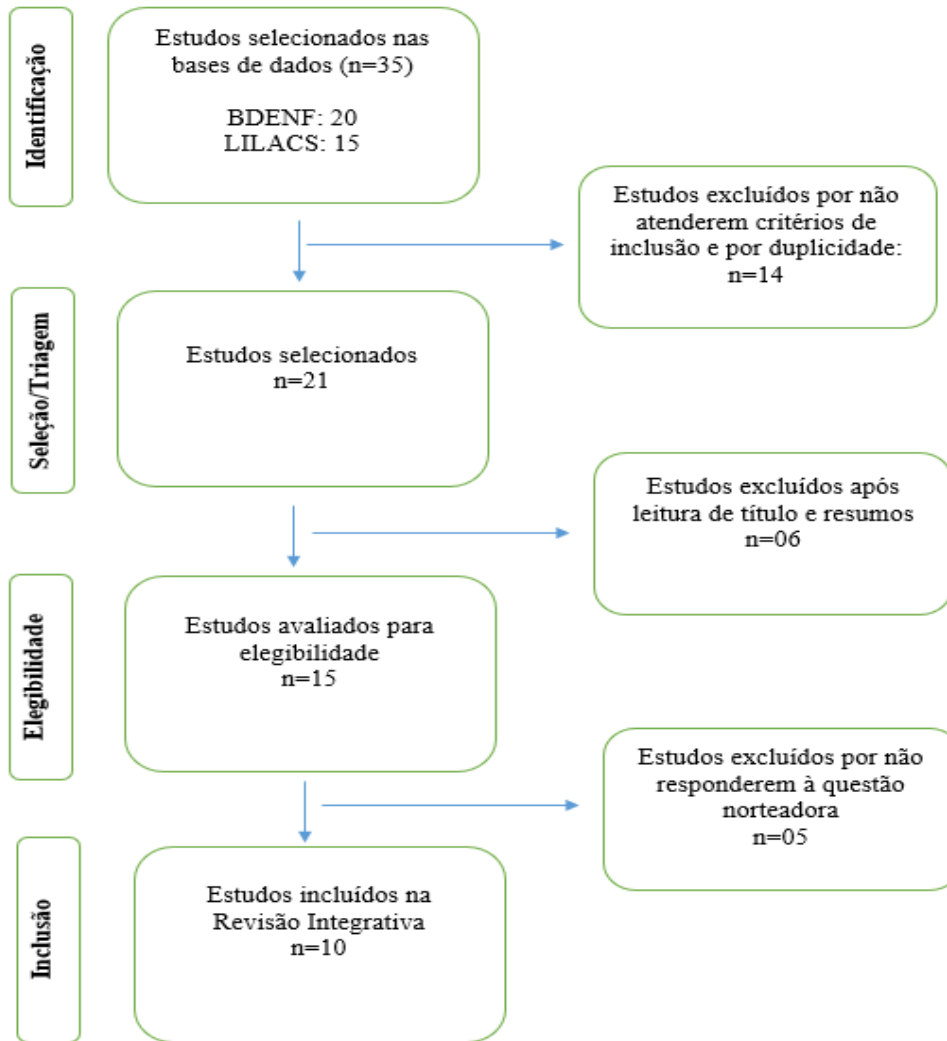 Identificação
Estudos selecionados nas
bases de dados (n=35)
BDENF: 20
LILACS: 15
Estudos excluídos por não
atenderem critérios de
inclusão e por duplicidade:
n=14
Seleção/Triagem
Estudos selecionados
n=21
Estudos excluídos após
leitura de título e resumos
n=06
Elegibilidade
Estudos avaliados para
elegibilidade
n=15
Estudos excluídos por não
responderem à questão
norteadora
n=05
Inclusão
Estudos incluídos na
Revisão Integrativa
n=10